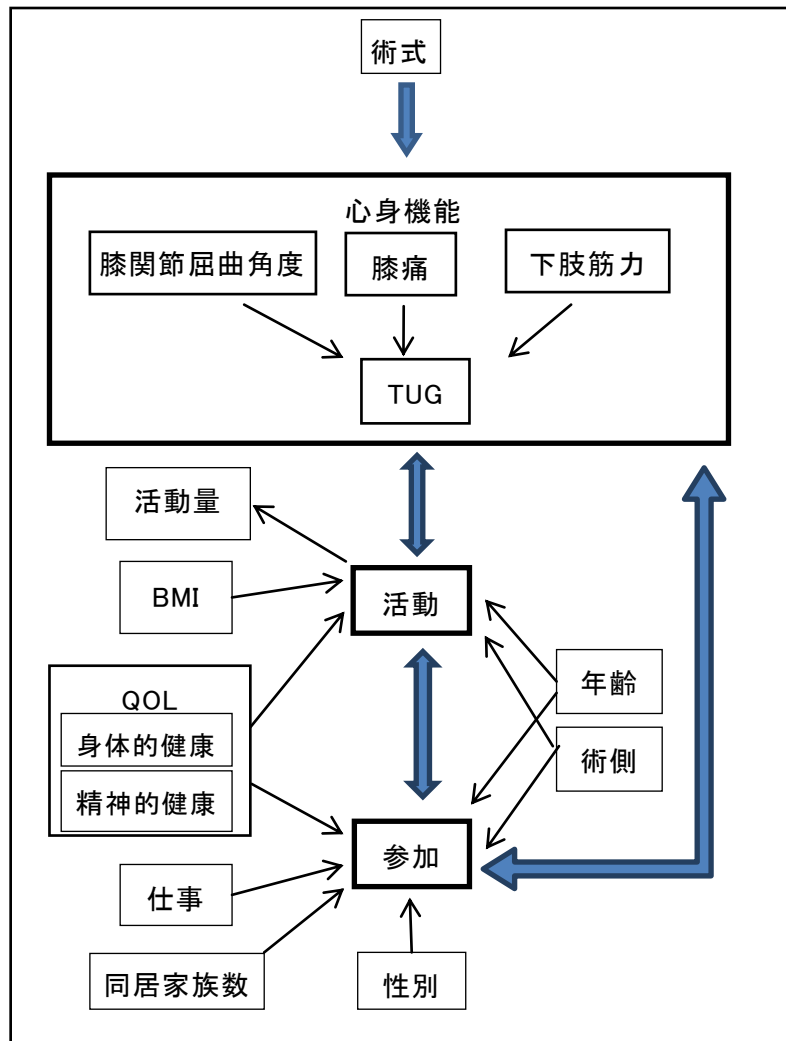 術式
心身機能
膝関節屈曲角度
膝痛
下肢筋力
TUG
活動量
BMI
活動
QOL
身体的健康
精神的健康
年齢
術側
参加
仕事
同居家族数
性別